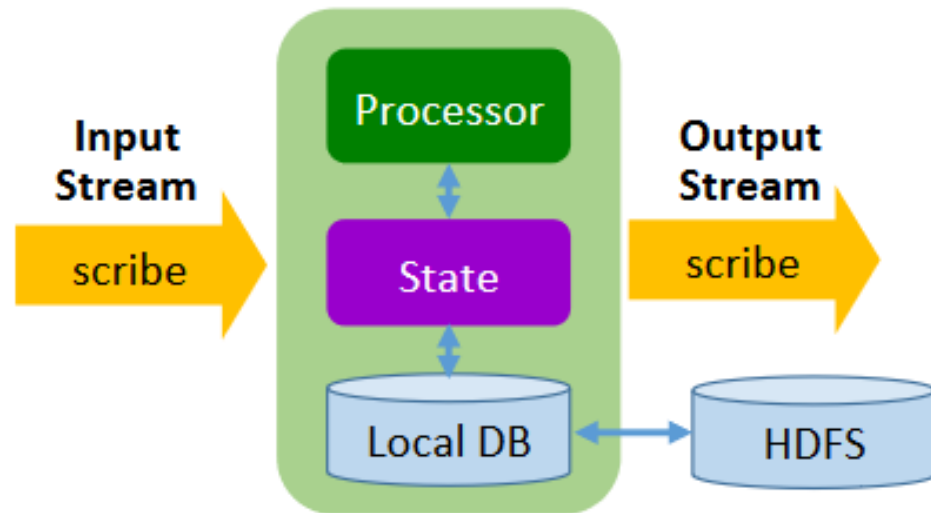 Input
Stream
scribe
Processor
State
Local DB
Output
Stream
scribe
HDFS